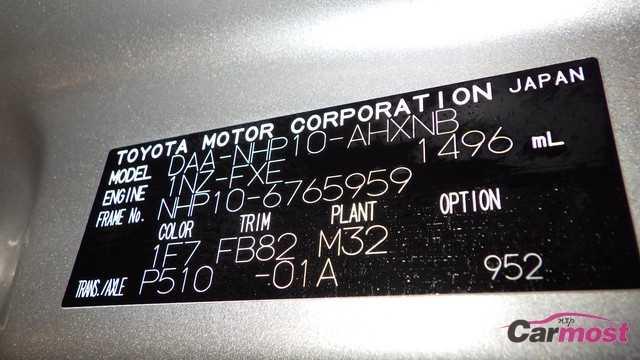 TOYOTA MOTOR CORPORATION JAPAN
MODEL DAA-NHP10-AHXNB
ENGINE 1NZ-FXE 1496 mL
FRAME No. NHP10-6765959
COLOR TRIM PLANT OPTION
1E7 FB82 M32
TRANS./AXLE P510 -01A 952
Carmost